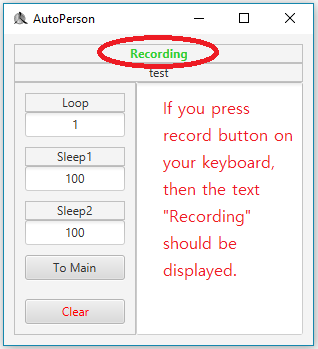 AutoPerson
Recording
test
Loop
1
Sleep1
100
Sleep2
100
To Main
Clear
If you press
record button on
your keyboard,
then the text
"Recording"
should be
displayed.